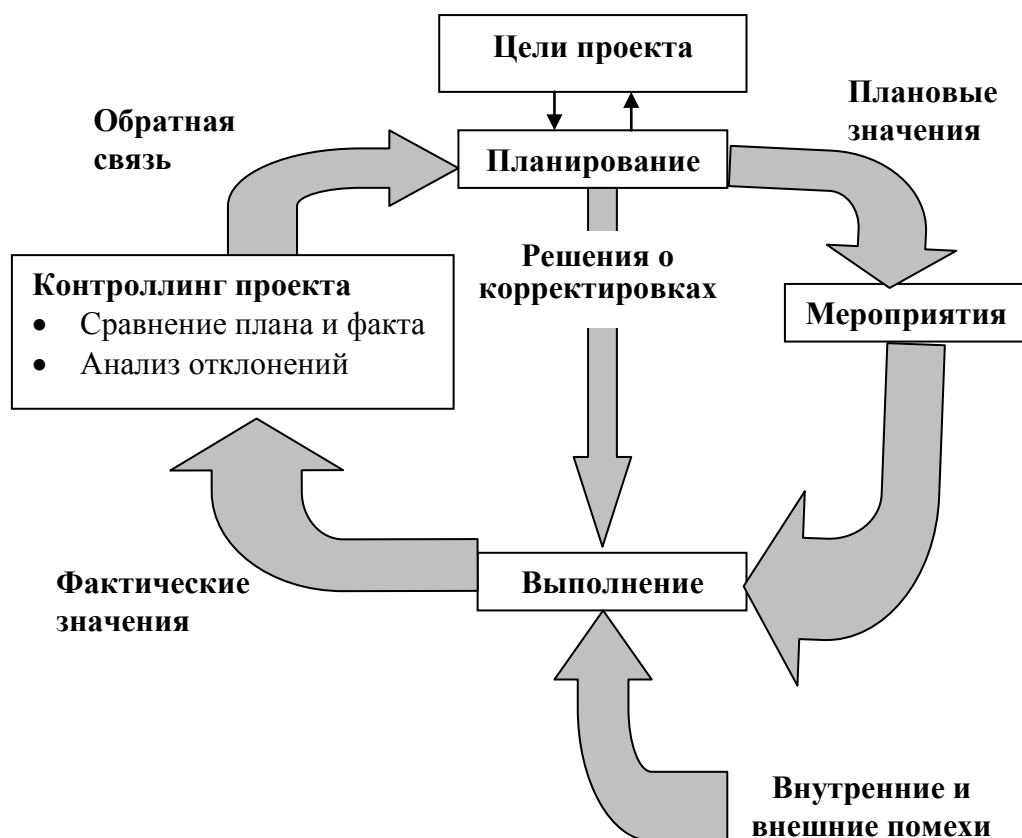 Цели проекта
Плановые
значения
Обратная
связь
Планирование
Решения о
корректировках
Контроллинг проекта
• Сравнение плана и факта
• Анализ отклонений
Мероприятия
Выполнение
Фактические
значения
Внутренние и
внешние помехи